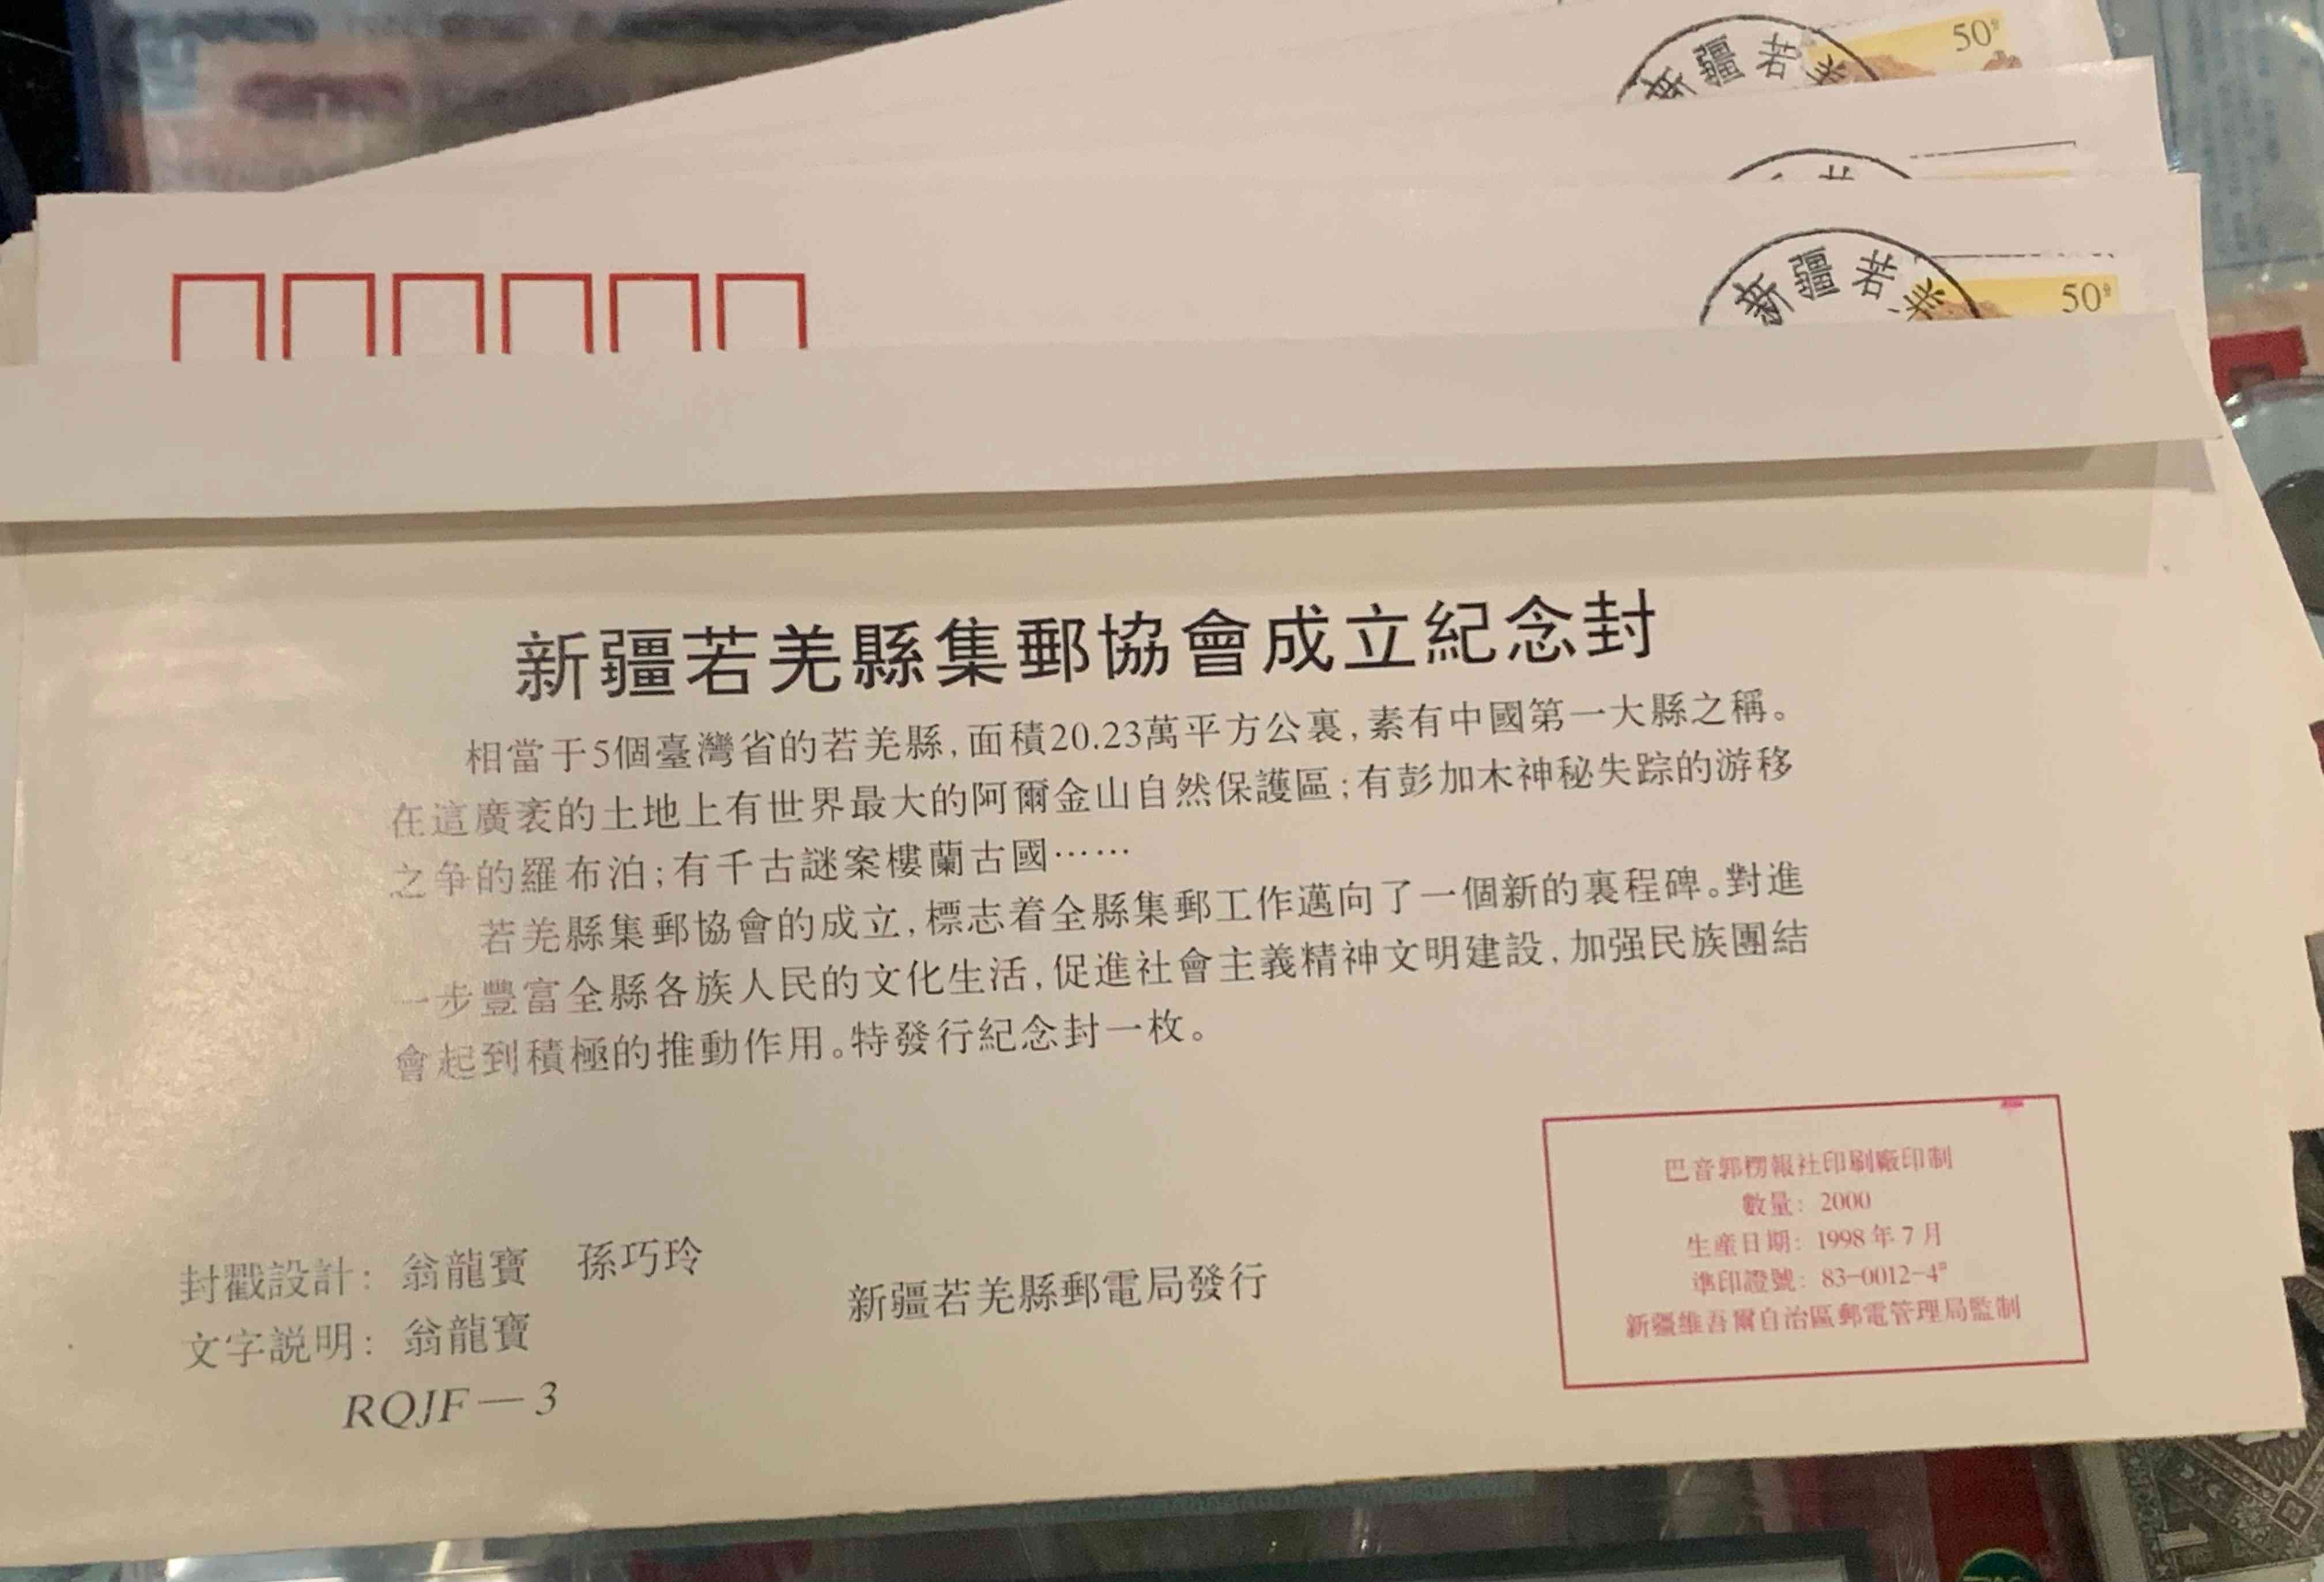 新疆若羌
50分
新疆若羌
50分
新疆若羌縣集郵協會成立紀念封
相當于5個臺灣省的若羌縣,面積20.23萬平方公裏,素有中國第一大縣之稱。
在這廣袤的土地上有世界最大的阿爾金山自然保護區;有彭加木神秘失踪的游移
之争的羅布泊;有千古謎案樓蘭古國……
若羌縣集郵協會的成立,標志着全縣集郵工作邁向了一個新的裏程碑。對進
一步豐富全縣各族人民的文化生活,促進社會主義精神文明建設,加强民族團結
會起到積極的推動作用。特發行紀念封一枚。
封戳設計: 翁龍寶 孫巧玲
文字説明: 翁龍寶
RQJF—3
新疆若羌縣郵電局發行
巴音郭楞報社印刷廠印制
數量: 2000
生産日期: 1998年7月
準印證號: 83-0012-4#
新疆維吾爾自治區郵電管理局監制